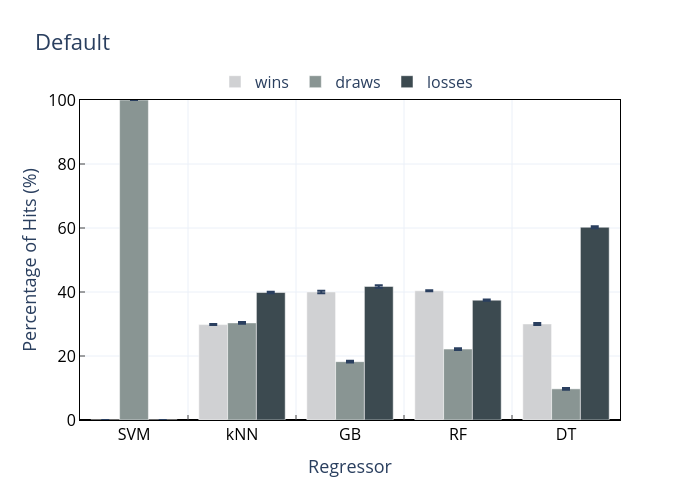 Default
wins draws losses
Percentage of Hits (%)
100
80
60
40
20
0
SVM kNN GB RF DT
Regressor